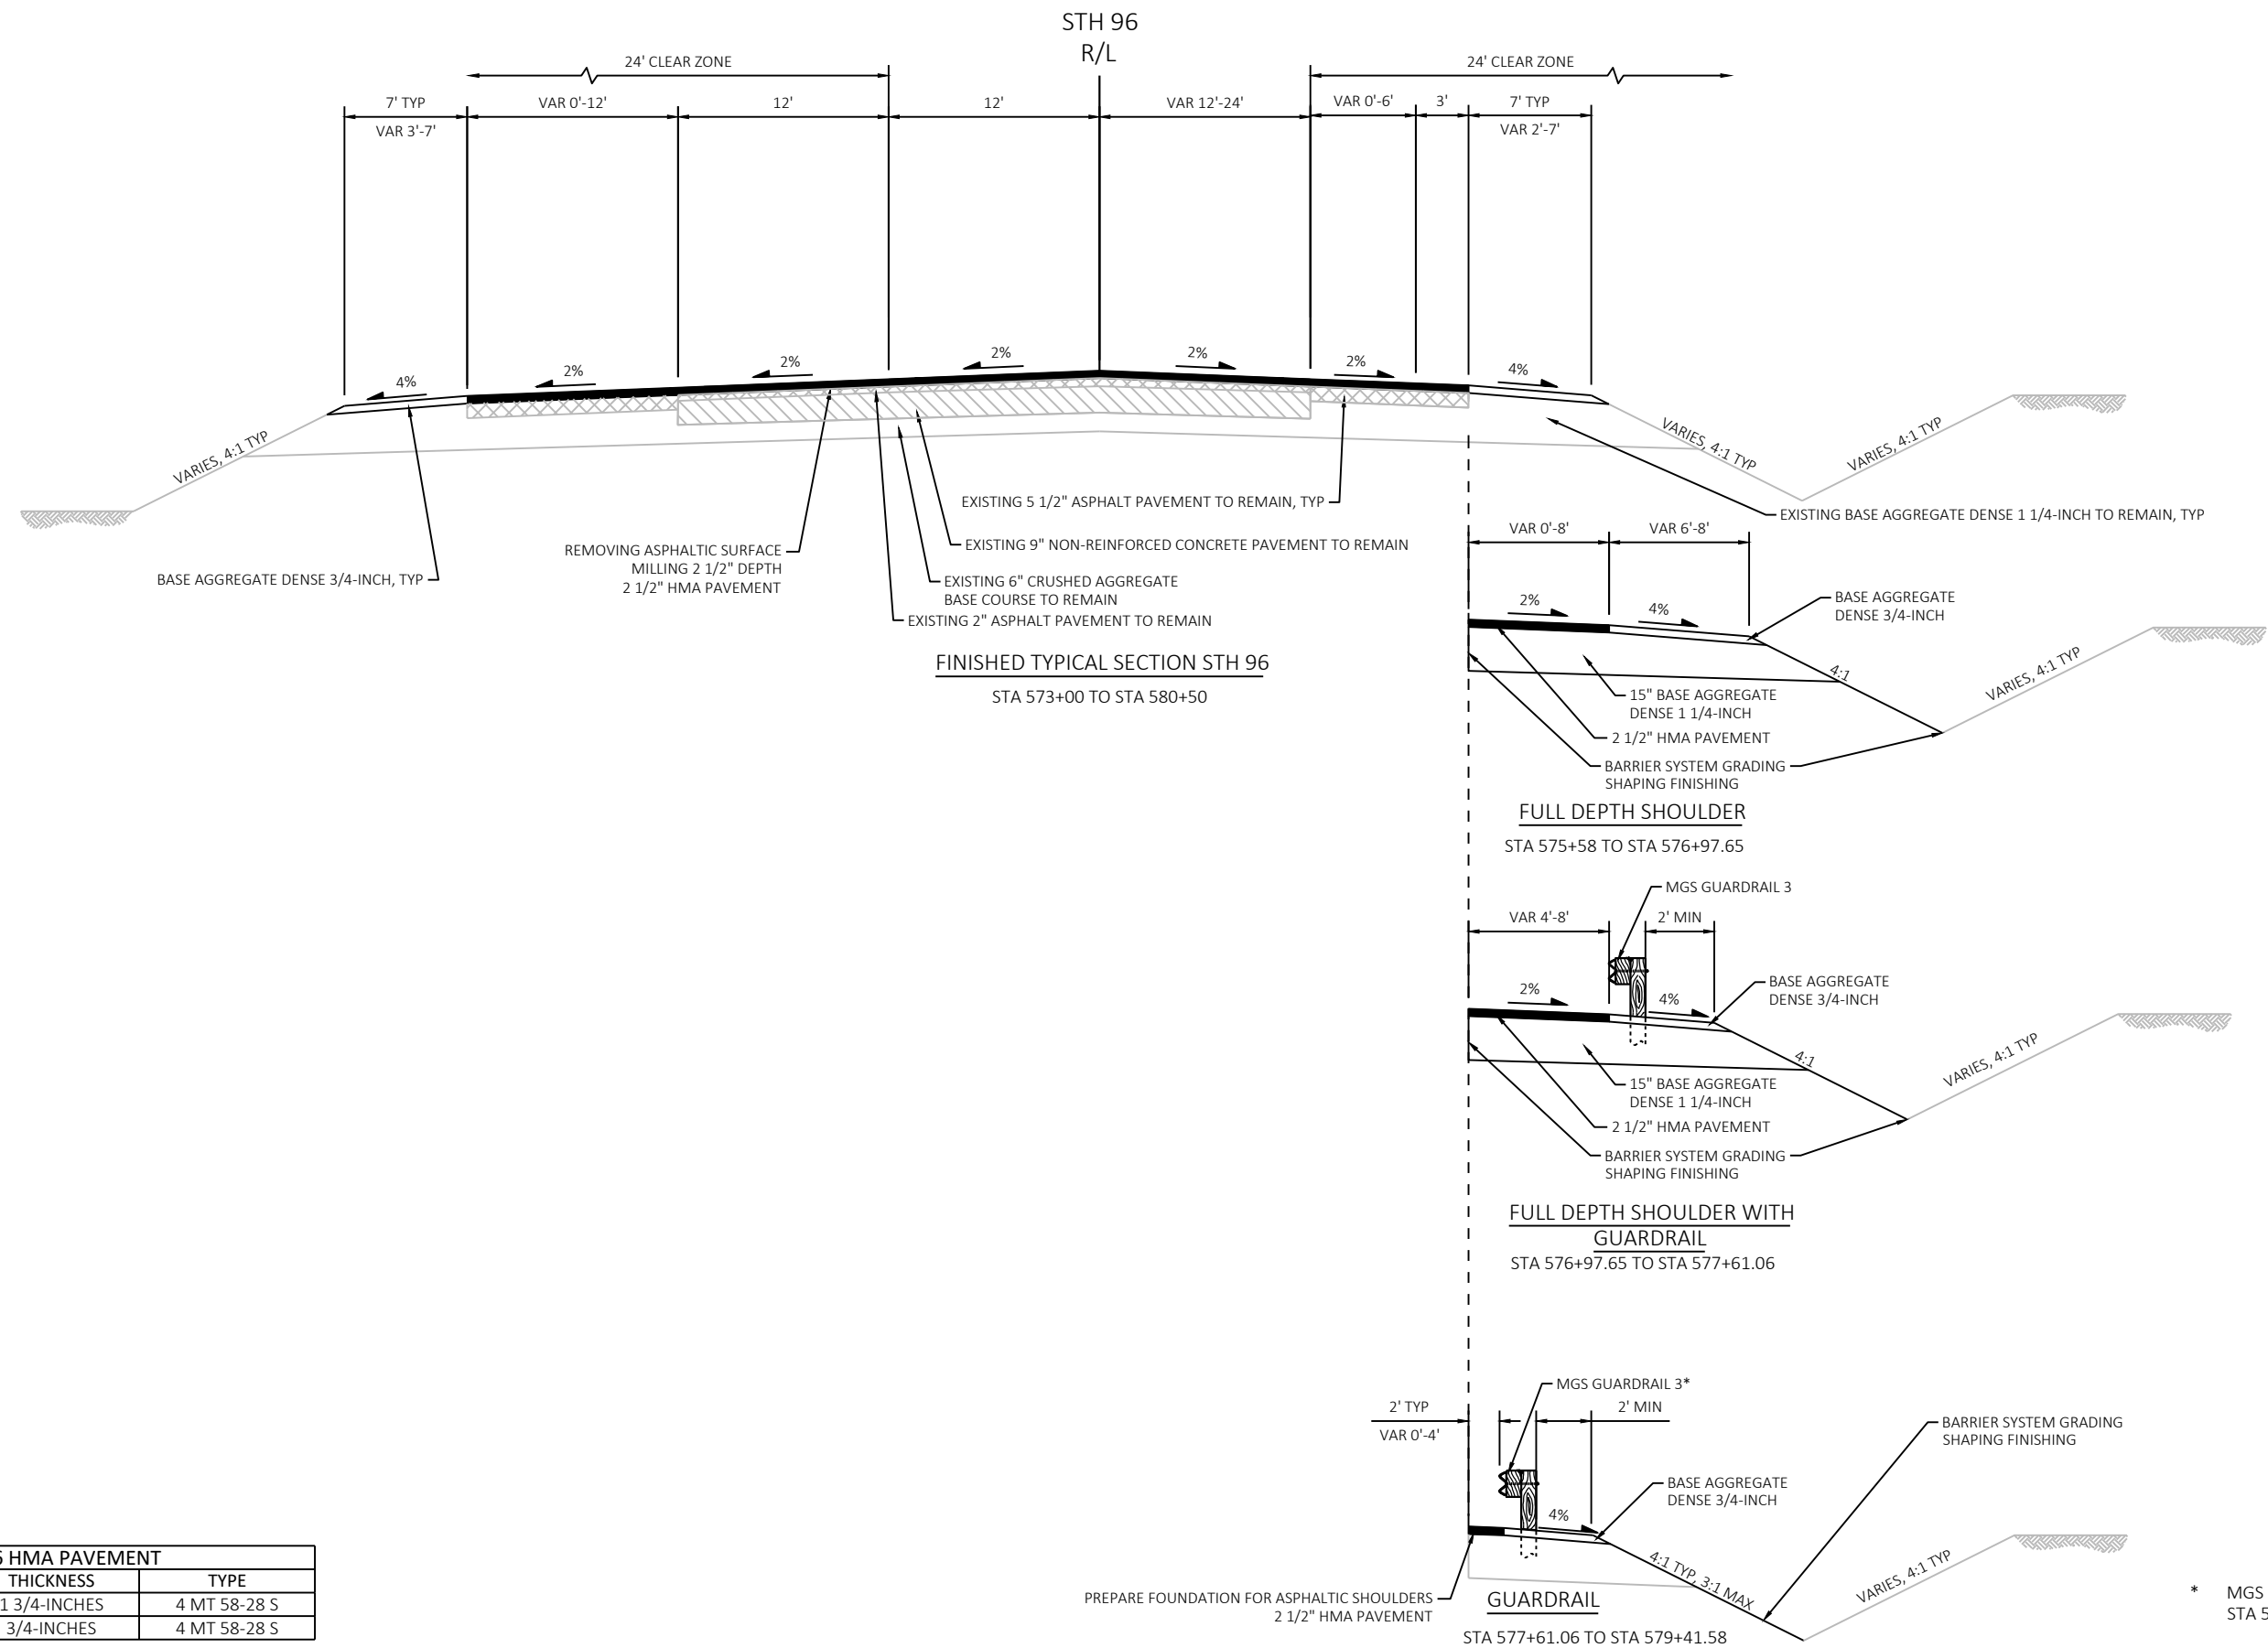 STH 96
R/L
24' CLEAR ZONE
24' CLEAR ZONE
7' TYP
VAR 3'-7'
VAR 0'-12'
12'
12'
VAR 12'-24'
VAR 0'-6'
3'
7' TYP
VAR 2'-7'
4%
2%
2%
2%
2%
2%
4%
VARIES, 4:1 TYP
VARIES, 4:1 TYP
VARIES, 4:1 TYP
BASE AGGREGATE DENSE 3/4-INCH, TYP
REMOVING ASPHALTIC SURFACE
MILLING 2 1/2" DEPTH
2 1/2" HMA PAVEMENT
EXISTING 5 1/2" ASPHALT PAVEMENT TO REMAIN, TYP
EXISTING 9" NON-REINFORCED CONCRETE PAVEMENT TO REMAIN
EXISTING 6" CRUSHED AGGREGATE
BASE COURSE TO REMAIN
EXISTING 2" ASPHALT PAVEMENT TO REMAIN
EXISTING BASE AGGREGATE DENSE 1 1/4-INCH TO REMAIN, TYP
FINISHED TYPICAL SECTION STH 96
STA 573+00 TO STA 580+50
VAR 0'-8'
VAR 6'-8'
2%
4%
BASE AGGREGATE
DENSE 3/4-INCH
4:1
VARIES, 4:1 TYP
15" BASE AGGREGATE
DENSE 1 1/4-INCH
2 1/2" HMA PAVEMENT
BARRIER SYSTEM GRADING
SHAPING FINISHING
FULL DEPTH SHOULDER
STA 575+58 TO STA 576+97.65
MGS GUARDRAIL 3
VAR 4'-8'
2' MIN
2%
4%
BASE AGGREGATE
DENSE 3/4-INCH
4:1
VARIES, 4:1 TYP
15" BASE AGGREGATE
DENSE 1 1/4-INCH
2 1/2" HMA PAVEMENT
BARRIER SYSTEM GRADING
SHAPING FINISHING
FULL DEPTH SHOULDER WITH
GUARDRAIL
STA 576+97.65 TO STA 577+61.06
MGS GUARDRAIL 3*
2' TYP
VAR 0'-4'
2' MIN
BARRIER SYSTEM GRADING
SHAPING FINISHING
BASE AGGREGATE
DENSE 3/4-INCH
4%
4:1 TYP, 3:1 MAX
VARIES, 4:1 TYP
PREPARE FOUNDATION FOR ASPHALTIC SHOULDERS
2 1/2" HMA PAVEMENT
GUARDRAIL
STA 577+61.06 TO STA 579+41.58
HMA PAVEMENT
THICKNESS TYPE
1 3/4-INCHES 4 MT 58-28 S
3/4-INCHES 4 MT 58-28 S
* MGS
STA